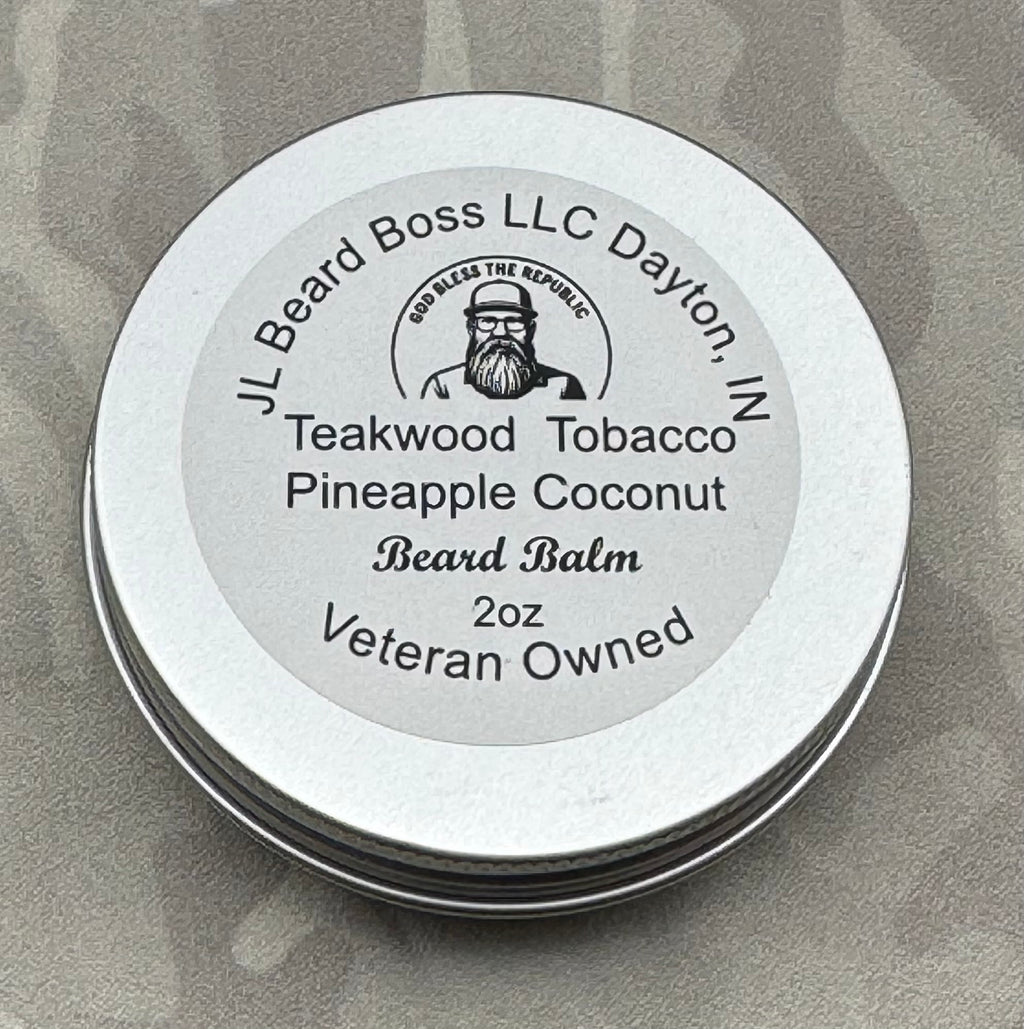 JL Beard Boss LLC Dayton, IN
GOD BLESS THE REPUBLIC
Teakwood Tobacco
Pineapple Coconut
Beard Balm
2oz
Veteran Owned